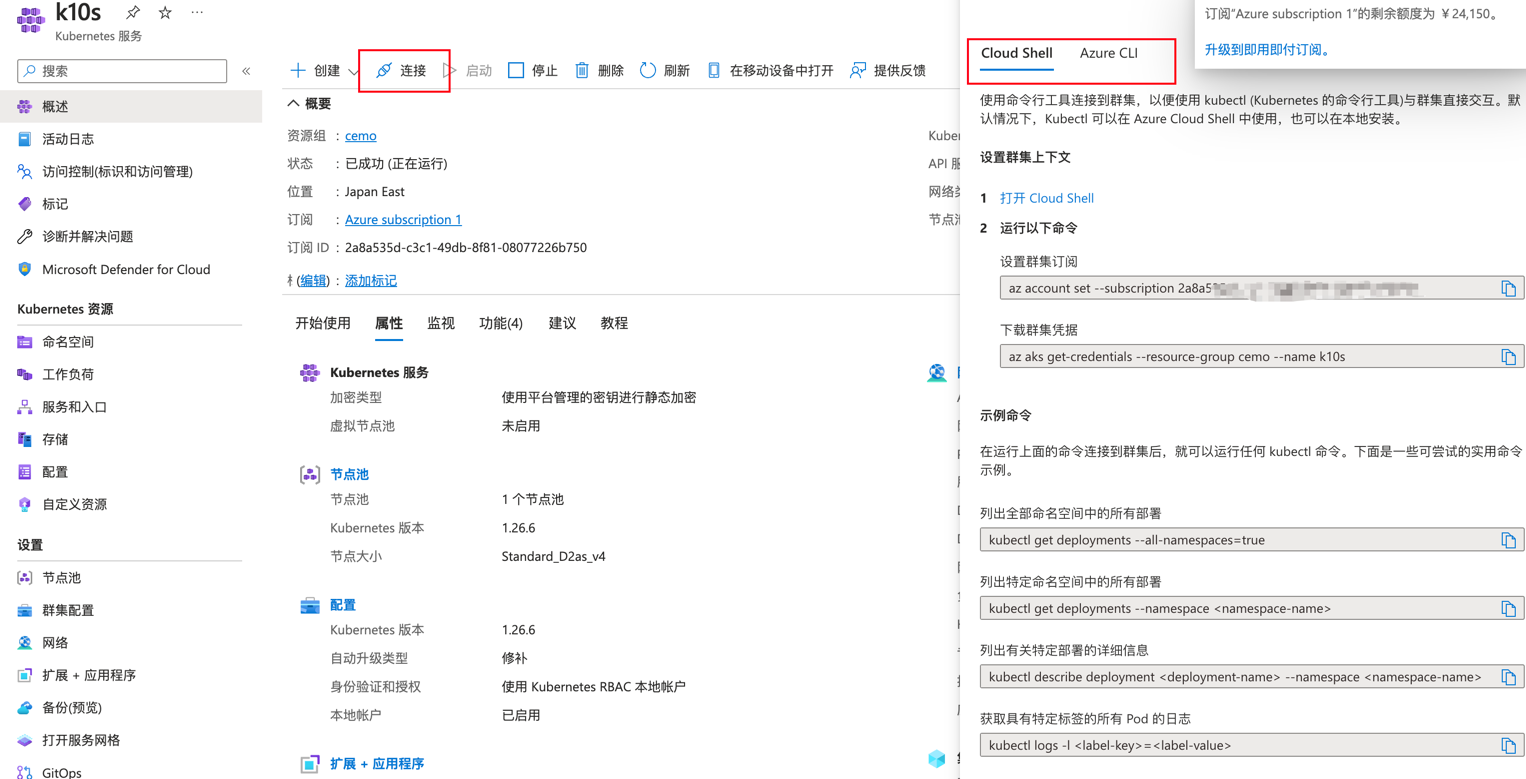 k10s
Kubernetes 服务
搜索
概述
活动日志
访问控制(标识和访问管理)
标记
诊断并解决问题
Microsoft Defender for Cloud
Kubernetes 资源
命名空间
工作负荷
服务和入口
存储
配置
自定义资源
设置
节点池
群集配置
网络
扩展 + 应用程序
备份(预览)
打开服务网格
GitOps
创建
连接
启动
停止
删除
刷新
在移动设备中打开
提供反馈
概要
资源组 : cemo
状态 : 已成功 (正在运行)
位置 : Japan East
订阅 : Azure subscription 1
订阅 ID : 2a8a535d-c3c1-49db-8f81-08077226b750
(编辑) : 添加标记
API 服
开始使用
属性
监视
功能(4)
建议
教程
Kubernetes 服务
加密类型 使用平台管理的密钥进行静态加密
虚拟节点池 未启用
节点池
节点池 1 个节点池
Kubernetes 版本 1.26.6
节点大小 Standard_D2as_v4
配置
Kubernetes 版本 1.26.6
自动升级类型 修补
身份验证和授权 使用 Kubernetes RBAC 本地帐户
本地帐户 已启用
扩展 + 应用程序
订阅“Azure subscription 1”的剩余额度为 ￥24,150。
升级到即用即付订阅。
Cloud Shell
Azure CLI
使用命令行工具连接到群集，以便使用 kubectl (Kubernetes 的命令行工具)与群集直接交互。默
认情况下，Kubectl 可以在 Azure Cloud Shell 中使用，也可以在本地安装。
设置群集上下文
1 打开 Cloud Shell
2 运行以下命令
设置群集订阅
az account set --subscription 2a8a5
下载群集凭据
az aks get-credentials --resource-group cemo --name k10s
示例命令
在运行上面的命令连接到群集后，就可以运行任何 kubectl 命令。下面是一些可尝试的实用命令
示例。
列出全部命名空间中的所有部署
kubectl get deployments --all-namespaces=true
列出特定命名空间中的所有部署
kubectl get deployments --namespace <namespace-name>
列出有关特定部署的详细信息
kubectl describe deployment <deployment-name> --namespace <namespace-name>
获取具有特定标签的所有 Pod 的日志
kubectl logs -l <label-key>=<label-value>